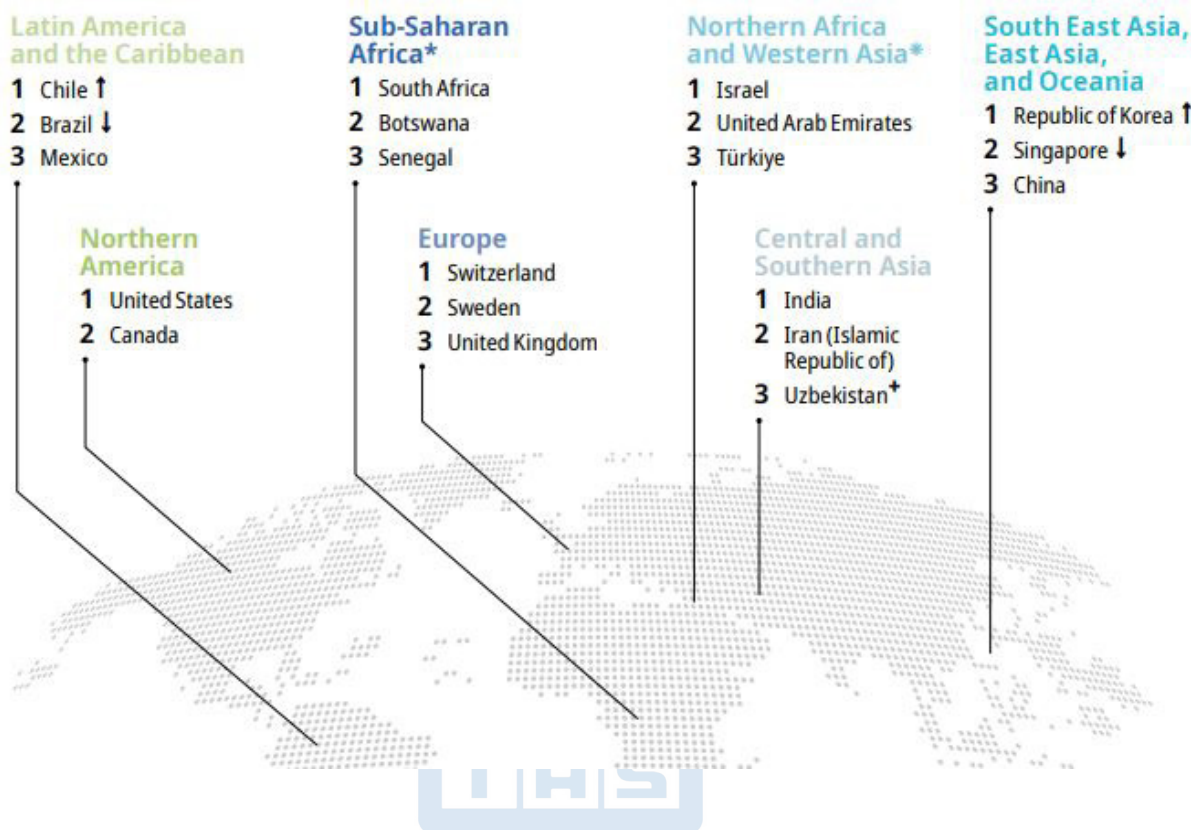 Latin America
and the Caribbean
1 Chile ↑
2 Brazil ↓
3 Mexico
Sub-Saharan
Africa*
1 South Africa
2 Botswana
3 Senegal
Northern Africa
and Western Asia*
1 Israel
2 United Arab Emirates
3 Türkiye
South East Asia,
East Asia,
and Oceania
1 Republic of Korea ↑
2 Singapore ↓
3 China
Northern
America
1 United States
2 Canada
Europe
1 Switzerland
2 Sweden
3 United Kingdom
Central and
Southern Asia
1 India
2 Iran (Islamic
Republic of)
3 Uzbekistan+